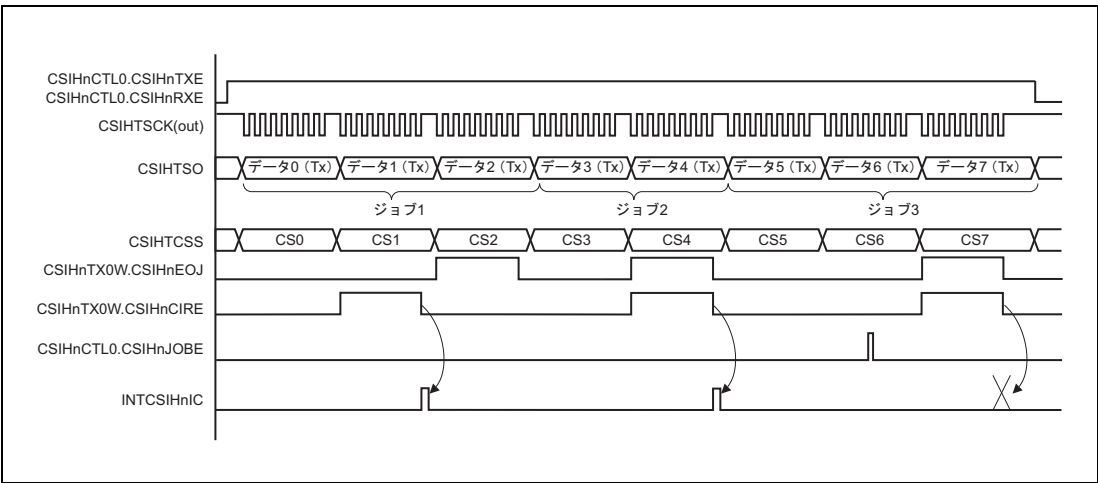 CSIHnCTL0.CSIHnTXE
CSIHnCTL0.CSIHnRXE
CSIHTSCK(out)
CSIHTSO
データ0 (Tx) データ1 (Tx) データ2 (Tx) データ3 (Tx) データ4 (Tx) データ5 (Tx) データ6 (Tx) データ7 (Tx)
ジョブ1 ジョブ2 ジョブ3
CSIHTCSS
CS0 CS1 CS2 CS3 CS4 CS5 CS6 CS7
CSIHnTX0W.CSIHnEOJ
CSIHnTX0W.CSIHnCIRE
CSIHnCTL0.CSIHnJOBE
INTCSIHnIC